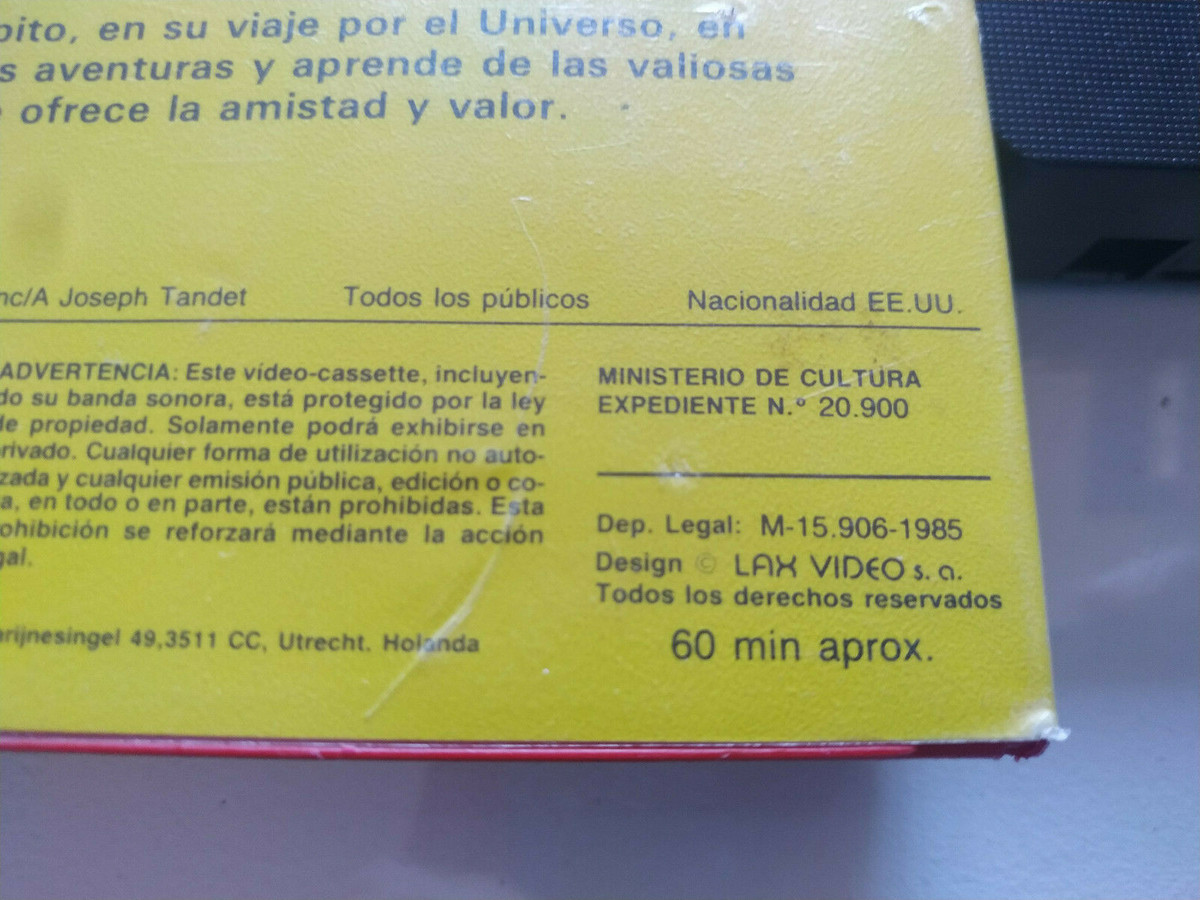 pito, en su viaje por el Universo, en
s aventuras y aprende de las valiosas
ofrece la amistad y valor.
nc/A Joseph Tandet
Todos los públicos
Nacionalidad EE.UU.
ADVERTENCIA: Este vídeo-cassette, incluyen-
do su banda sonora, está protegido por la ley
de propiedad. Solamente podrá exhibirse en
rivado. Cualquier forma de utilización no auto-
zada y cualquier emisión pública, edición o co-
a, en todo o en parte, están prohibidas. Esta
ohibición se reforzará mediante la acción
gal.
MINISTERIO DE CULTURA
EXPEDIENTE N.º 20.900
Dep. Legal: M-15.906-1985
Design © LAX VIDEO s. a.
Todos los derechos reservados
60 min aprox.
arijnesingel 49,3511 CC, Utrecht. Holanda